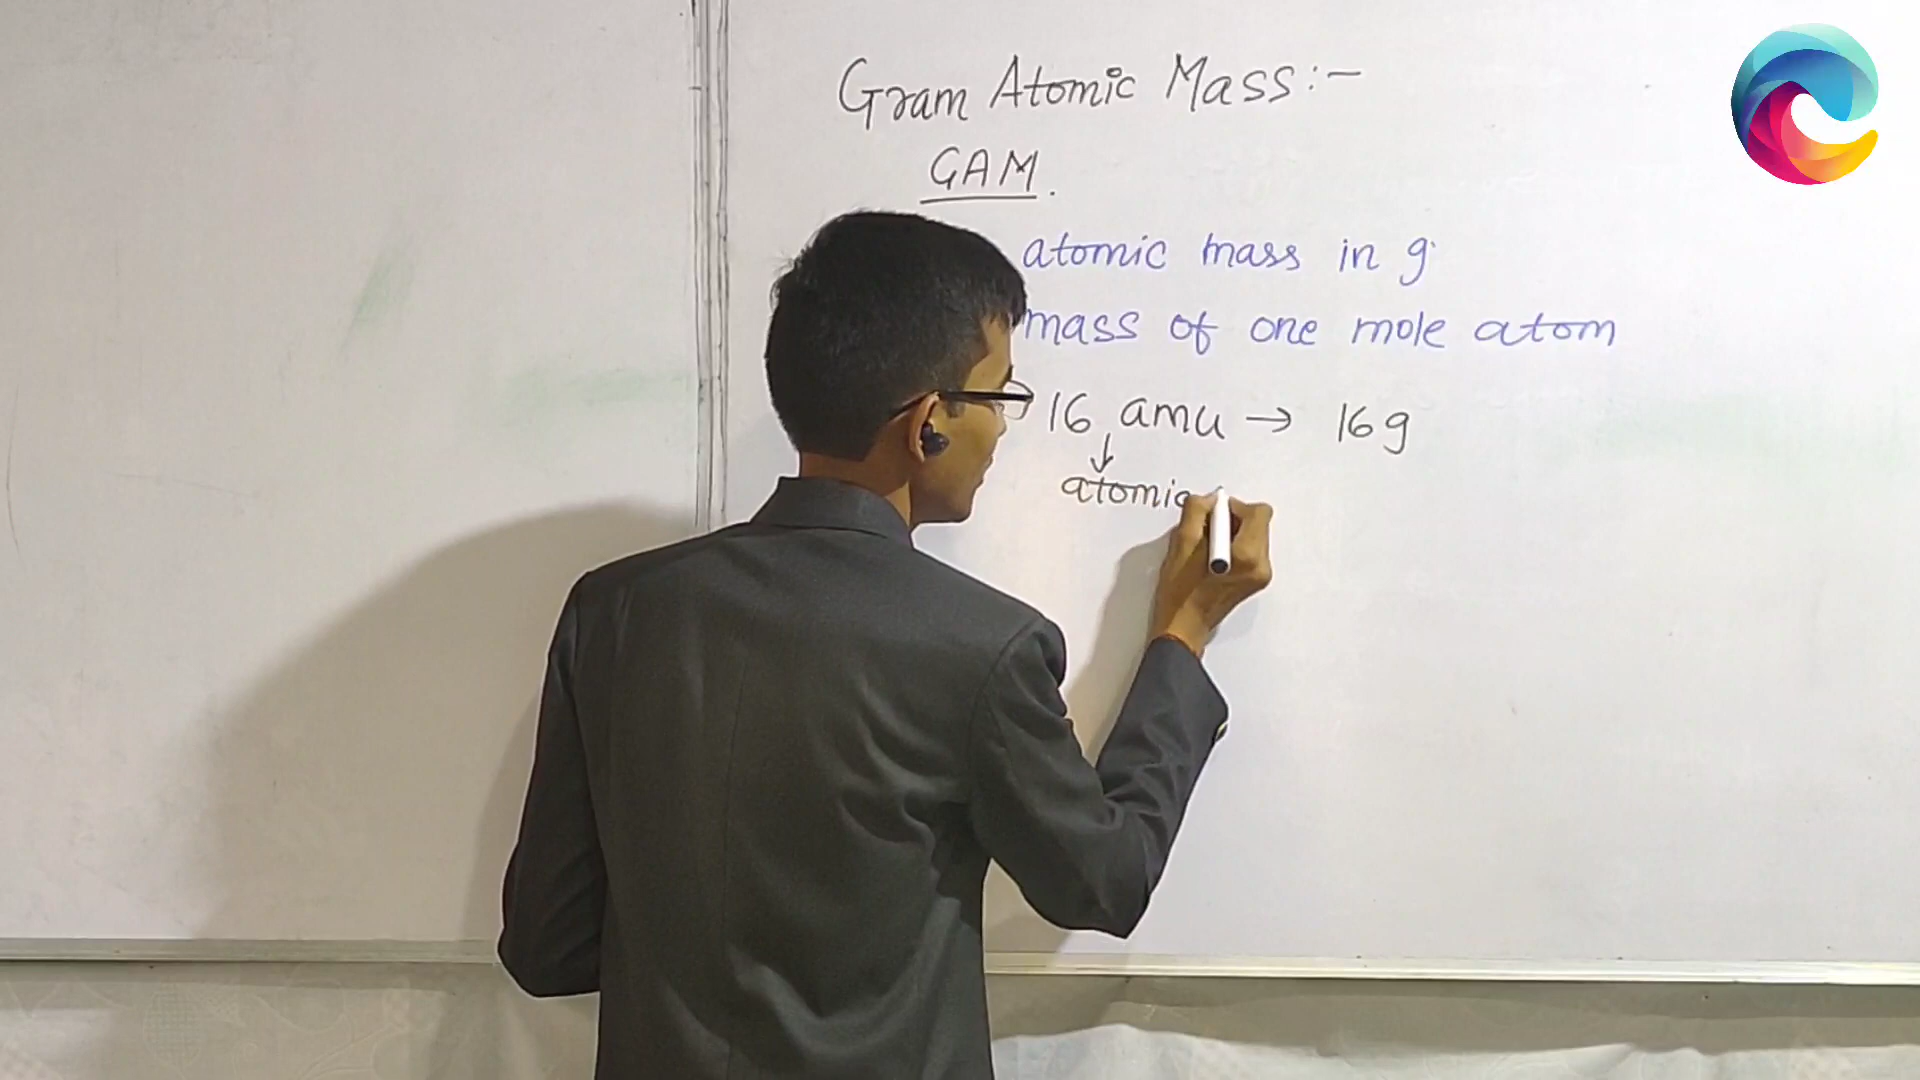 Gram Atomic Mass:-
GAM.
atomic mass in g.
mass of one mole atom
16 amu → 16g
↓
atomic